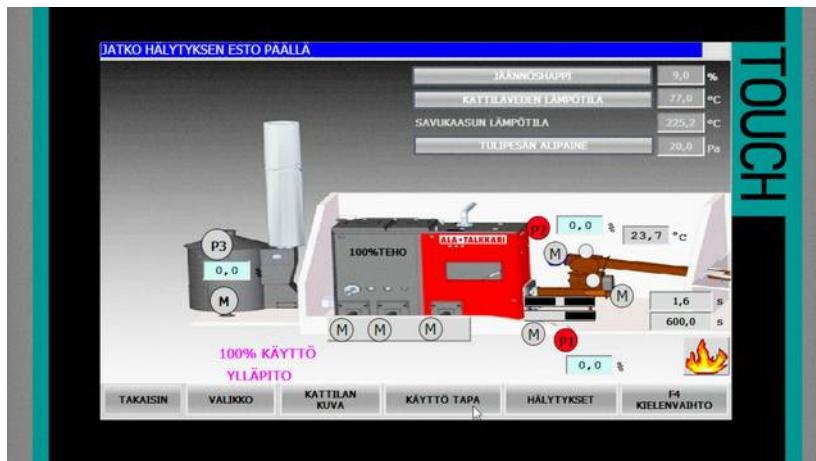 JATKO HÄLYTYKSEN ESTO PÄÄLLÄ
TOUCH
JÄÄNNÖSHAPPI 9,0 %
KATTILAVEDEN LÄMPÖTILA 77,0 °C
SAVUKAASUN LÄMPÖTILA 225,2 °C
TULIPESÄN ALIPAINE 20,0 Pa
P2 0,0 %
23,7 °C
P3
ALA-TALKKARI
100%TEHO
M
0,0 %
M
M
1,6 s
M M M
M
P1
600,0 s
100% KÄYTTÖ
0,0 %
YLLÄPITO
TAKAISIN
VALIKKO
KATTILAN
KUVA
KÄYTTÖ TAPA
HÄLYTYKSET
F4
KIELENVAIHTO